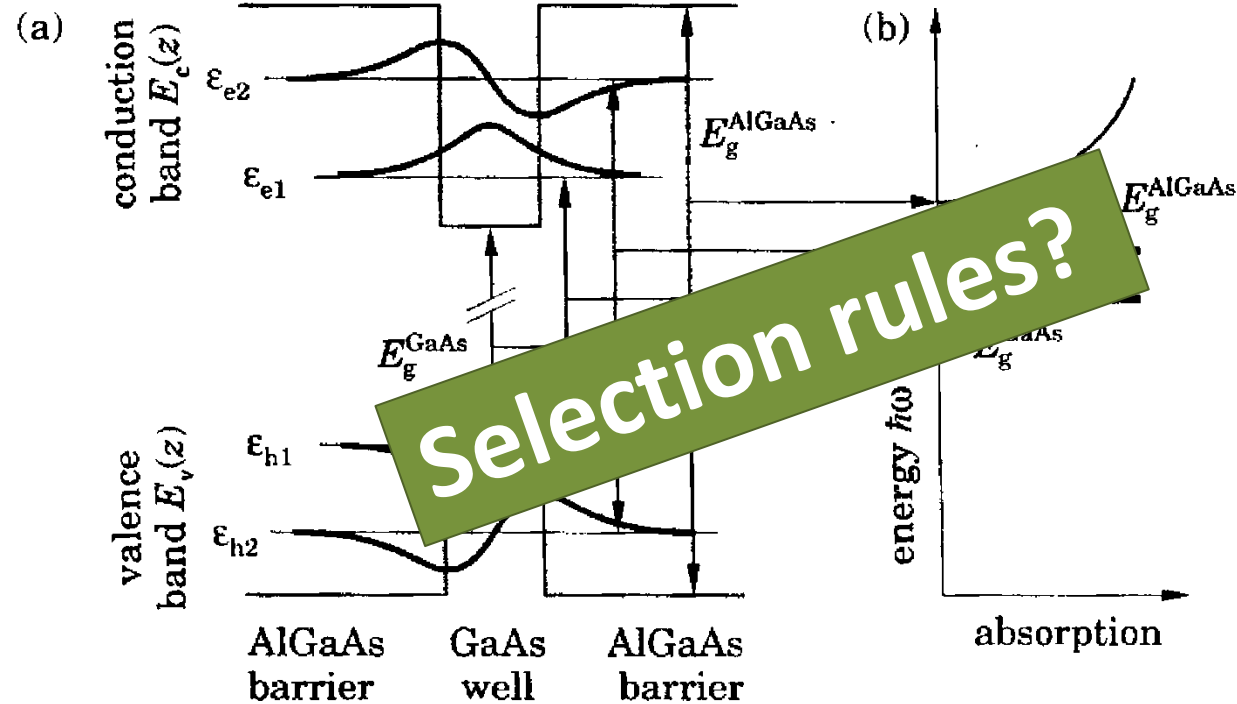 (a)
conduction
band E_c(z)
ε_e2
ε_e1
E_g^AlGaAs
E_g^GaAs
valence
band E_v(z)
ε_h1
ε_h2
AlGaAs
barrier
GaAs
well
AlGaAs
barrier
Selection rules?
(b)
E_g^AlGaAs
energy ħω
absorption